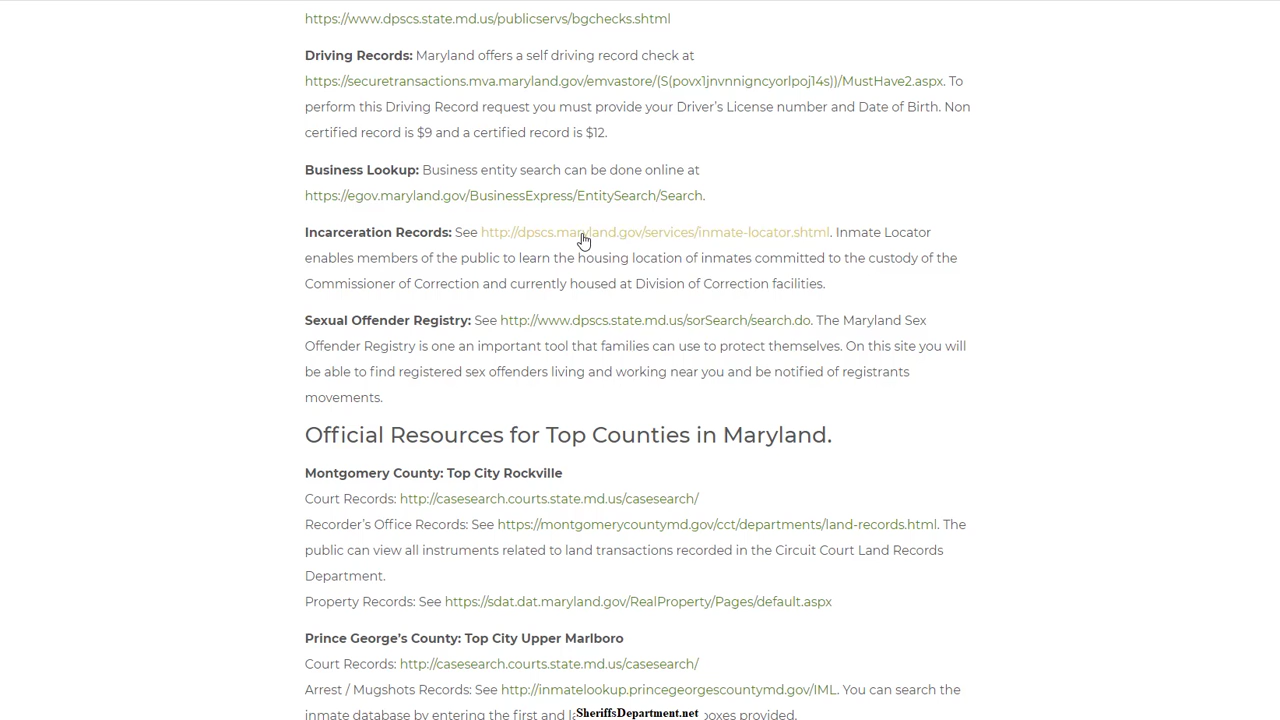 https://www.dpscs.state.md.us/publicservs/bgchecks.shtml
Driving Records: Maryland offers a self driving record check at
https://securetransactions.mva.maryland.gov/emvastore/(S(povx1jnvnnigncyorlpoj14s))/MustHave2.aspx. To
perform this Driving Record request you must provide your Driver's License number and Date of Birth. Non
certified record is $9 and a certified record is $12.
Business Lookup: Business entity search can be done online at
https://egov.maryland.gov/BusinessExpress/EntitySearch/Search.
Incarceration Records: See http://dpscs.maryland.gov/services/inmate-locator.shtml. Inmate Locator
enables members of the public to learn the housing location of inmates committed to the custody of the
Commissioner of Correction and currently housed at Division of Correction facilities.
Sexual Offender Registry: See http://www.dpscs.state.md.us/sorSearch/search.do. The Maryland Sex
Offender Registry is one an important tool that families can use to protect themselves. On this site you will
be able to find registered sex offenders living and working near you and be notified of registrants
movements.
Official Resources for Top Counties in Maryland.
Montgomery County: Top City Rockville
Court Records: http://casesearch.courts.state.md.us/casesearch/
Recorder's Office Records: See https://montgomerycountymd.gov/cct/departments/land-records.html. The
public can view all instruments related to land transactions recorded in the Circuit Court Land Records
Department.
Property Records: See https://sdat.dat.maryland.gov/RealProperty/Pages/default.aspx
Prince George's County: Top City Upper Marlboro
Court Records: http://casesearch.courts.state.md.us/casesearch/
Arrest / Mugshots Records: See http://inmatelookup.princegeorgescountymd.gov/IML. You can search the
inmate database by entering the first and oxes provided.
SheriffsDepartment.net